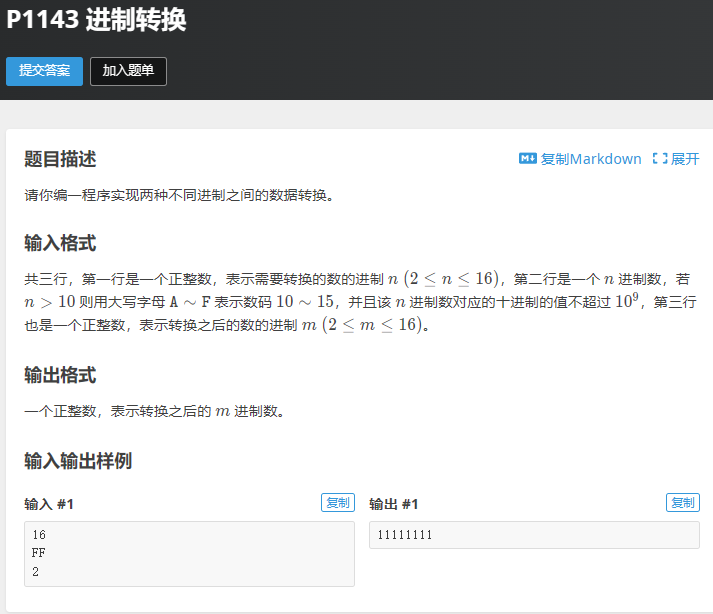 P1143 进制转换
提交答案 加入题单
题目描述 复制Markdown 展开
请你编一程序实现两种不同进制之间的数据转换。
输入格式
共三行，第一行是一个正整数，表示需要转换的数的进制 n (2 ≤ n ≤ 16)，第二行是一个 n 进制数，若
n > 10 则用大写字母 A ∼ F 表示数码 10 ∼ 15，并且该 n 进制数对应的十进制的值不超过 10⁹，第三行
也是一个正整数，表示转换之后的数的进制 m (2 ≤ m ≤ 16)。
输出格式
一个正整数，表示转换之后的 m 进制数。
输入输出样例
输入 #1 复制 输出 #1 复制
16 11111111
FF
2